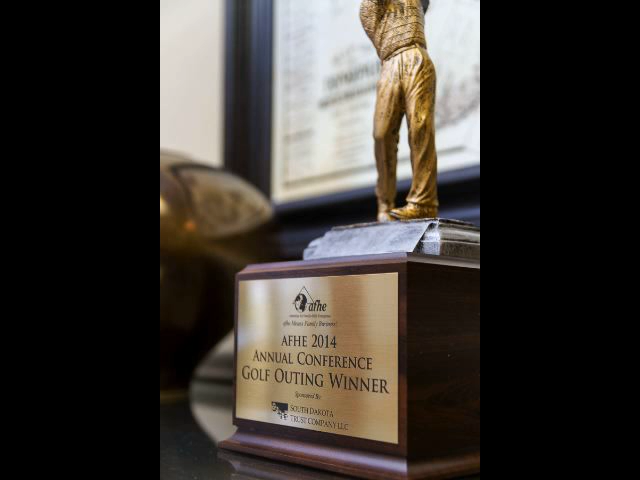 afhe
afhe Means Family Business!
AFHE 2014
ANNUAL CONFERENCE
GOLF OUTING WINNER
Sponsored By
SOUTH DAKOTA
TRUST COMPANY LLC